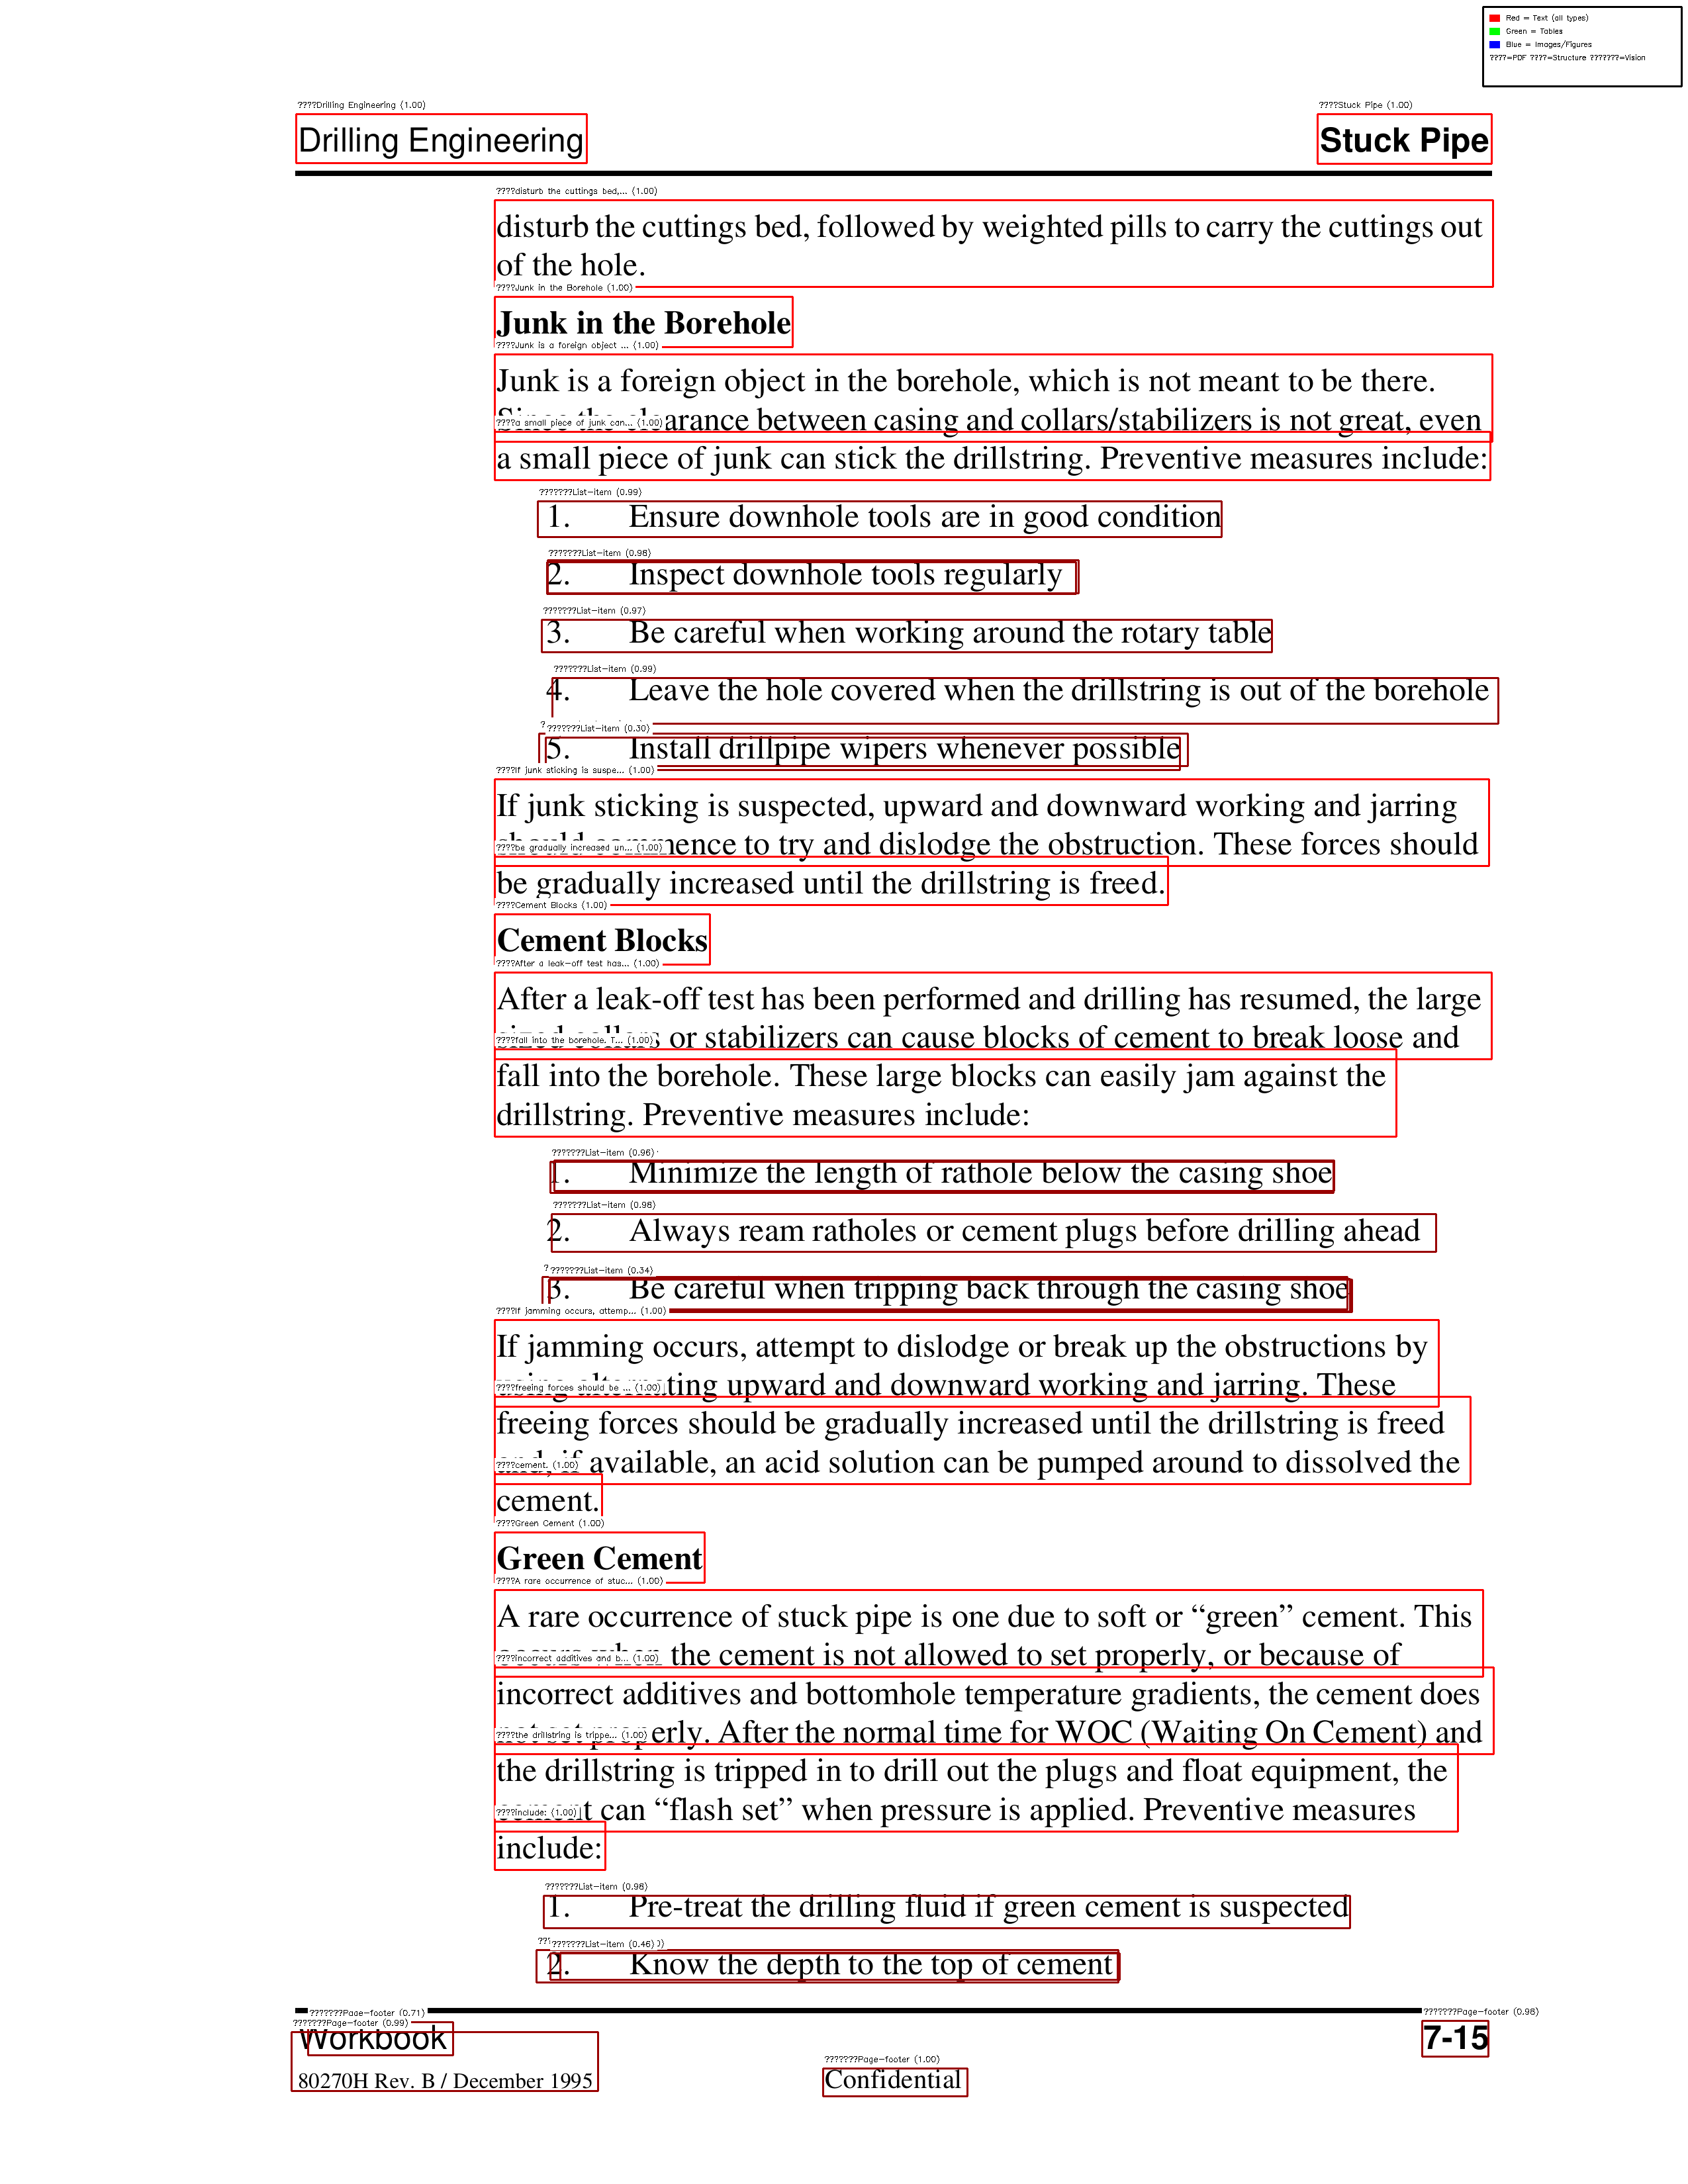 Red = Text (all types)
Green = Tables
Blue = Images/Figures
????=PDF ????=Structure ???????=Vision
????Drilling Engineering (1.00)
????Stuck Pipe (1.00)
Drilling Engineering
Stuck Pipe
????disturb the cuttings bed,... (1.00)
disturb the cuttings bed, followed by weighted pills to carry the cuttings out
of the hole.
????Junk in the Borehole (1.00)
Junk in the Borehole
????Junk is a foreign object ... (1.00)
Junk is a foreign object in the borehole, which is not meant to be there.
Since the clearance between casing and collars/stabilizers is not great, even
????a small piece of junk can... (1.00)
a small piece of junk can stick the drillstring. Preventive measures include:
???????List-item (0.99)
1. Ensure downhole tools are in good condition
???????List-item (0.98)
2. Inspect downhole tools regularly
???????List-item (0.97)
3. Be careful when working around the rotary table
???????List-item (0.99)
4. Leave the hole covered when the drillstring is out of the borehole
???????List-item (0.30)
5. Install drillpipe wipers whenever possible
????If junk sticking is suspe... (1.00)
If junk sticking is suspected, upward and downward working and jarring
should commence to try and dislodge the obstruction. These forces should
????be gradually increased un... (1.00)
be gradually increased until the drillstring is freed.
????Cement Blocks (1.00)
Cement Blocks
????After a leak-off test has... (1.00)
After a leak-off test has been performed and drilling has resumed, the large
sized collars or stabilizers can cause blocks of cement to break loose and
????fall into the borehole. T... (1.00)
fall into the borehole. These large blocks can easily jam against the
drillstring. Preventive measures include:
???????List-item (0.96)
1. Minimize the length of rathole below the casing shoe
???????List-item (0.98)
2. Always ream ratholes or cement plugs before drilling ahead
???????List-item (0.34)
3. Be careful when tripping back through the casing shoe
????If jamming occurs, attemp... (1.00)
If jamming occurs, attempt to dislodge or break up the obstructions by
using alternating upward and downward working and jarring. These
????freeing forces should be ... (1.00)
freeing forces should be gradually increased until the drillstring is freed
and, if available, an acid solution can be pumped around to dissolved the
????cement. (1.00)
cement.
????Green Cement (1.00)
Green Cement
????A rare occurrence of stuc... (1.00)
A rare occurrence of stuck pipe is one due to soft or “green” cement. This
occurs when the cement is not allowed to set properly, or because of
????incorrect additives and b... (1.00)
incorrect additives and bottomhole temperature gradients, the cement does
not set properly. After the normal time for WOC (Waiting On Cement) and
????the drillstring is trippe... (1.00)
the drillstring is tripped in to drill out the plugs and float equipment, the
cement can “flash set” when pressure is applied. Preventive measures
????include: (1.00)
include:
???????List-item (0.98)
1. Pre-treat the drilling fluid if green cement is suspected
???????List-item (0.46)
2. Know the depth to the top of cement
???????Page-footer (0.71)
???????Page-footer (0.98)
???????Page-footer (0.99)
Workbook
7-15
???????Page-footer (1.00)
80270H Rev. B / December 1995
Confidential